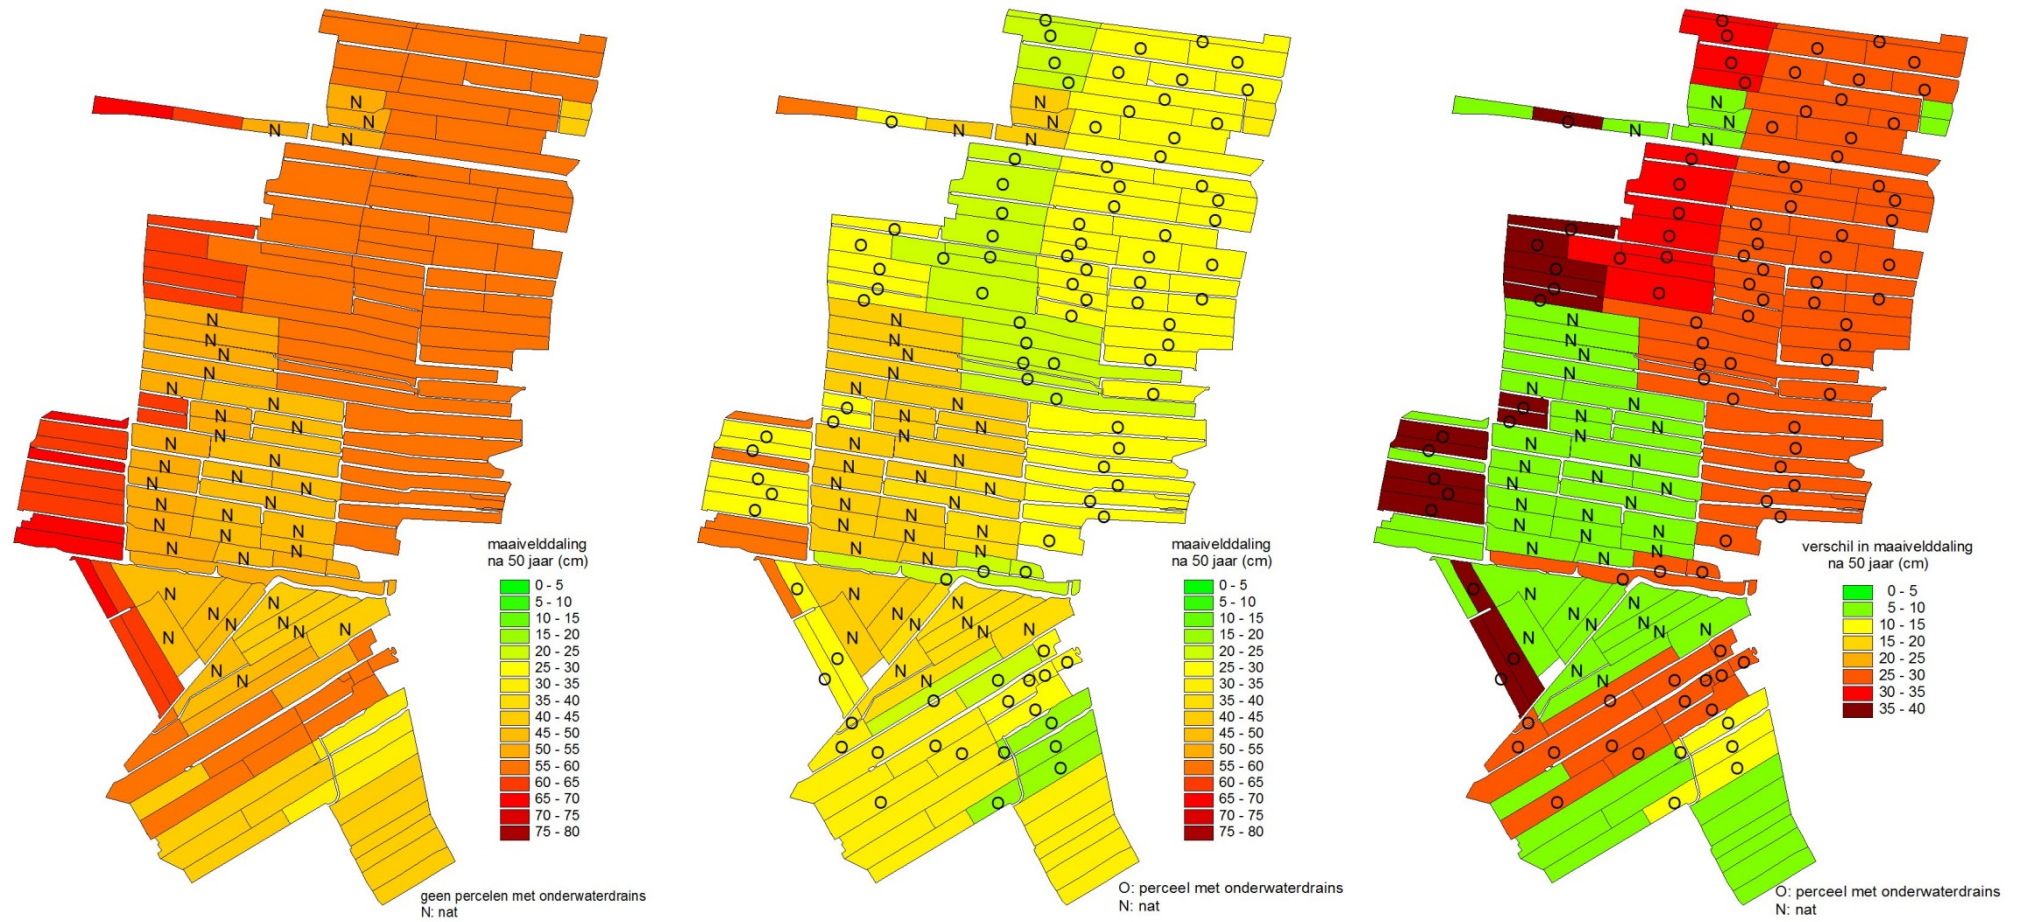 maaivelddaling
na 50 jaar (cm)
0 - 5
5 - 10
10 - 15
15 - 20
20 - 25
25 - 30
30 - 35
35 - 40
40 - 45
45 - 50
50 - 55
55 - 60
60 - 65
65 - 70
70 - 75
75 - 80
geen percelen met onderwaterdrains
N: nat
maaivelddaling
na 50 jaar (cm)
0 - 5
5 - 10
10 - 15
15 - 20
20 - 25
25 - 30
30 - 35
35 - 40
40 - 45
45 - 50
50 - 55
55 - 60
60 - 65
65 - 70
70 - 75
75 - 80
O: perceel met onderwaterdrains
N: nat
verschil in maaivelddaling
na 50 jaar (cm)
0 - 5
5 - 10
10 - 15
15 - 20
20 - 25
25 - 30
30 - 35
35 - 40
O: perceel met onderwaterdrains
N: nat